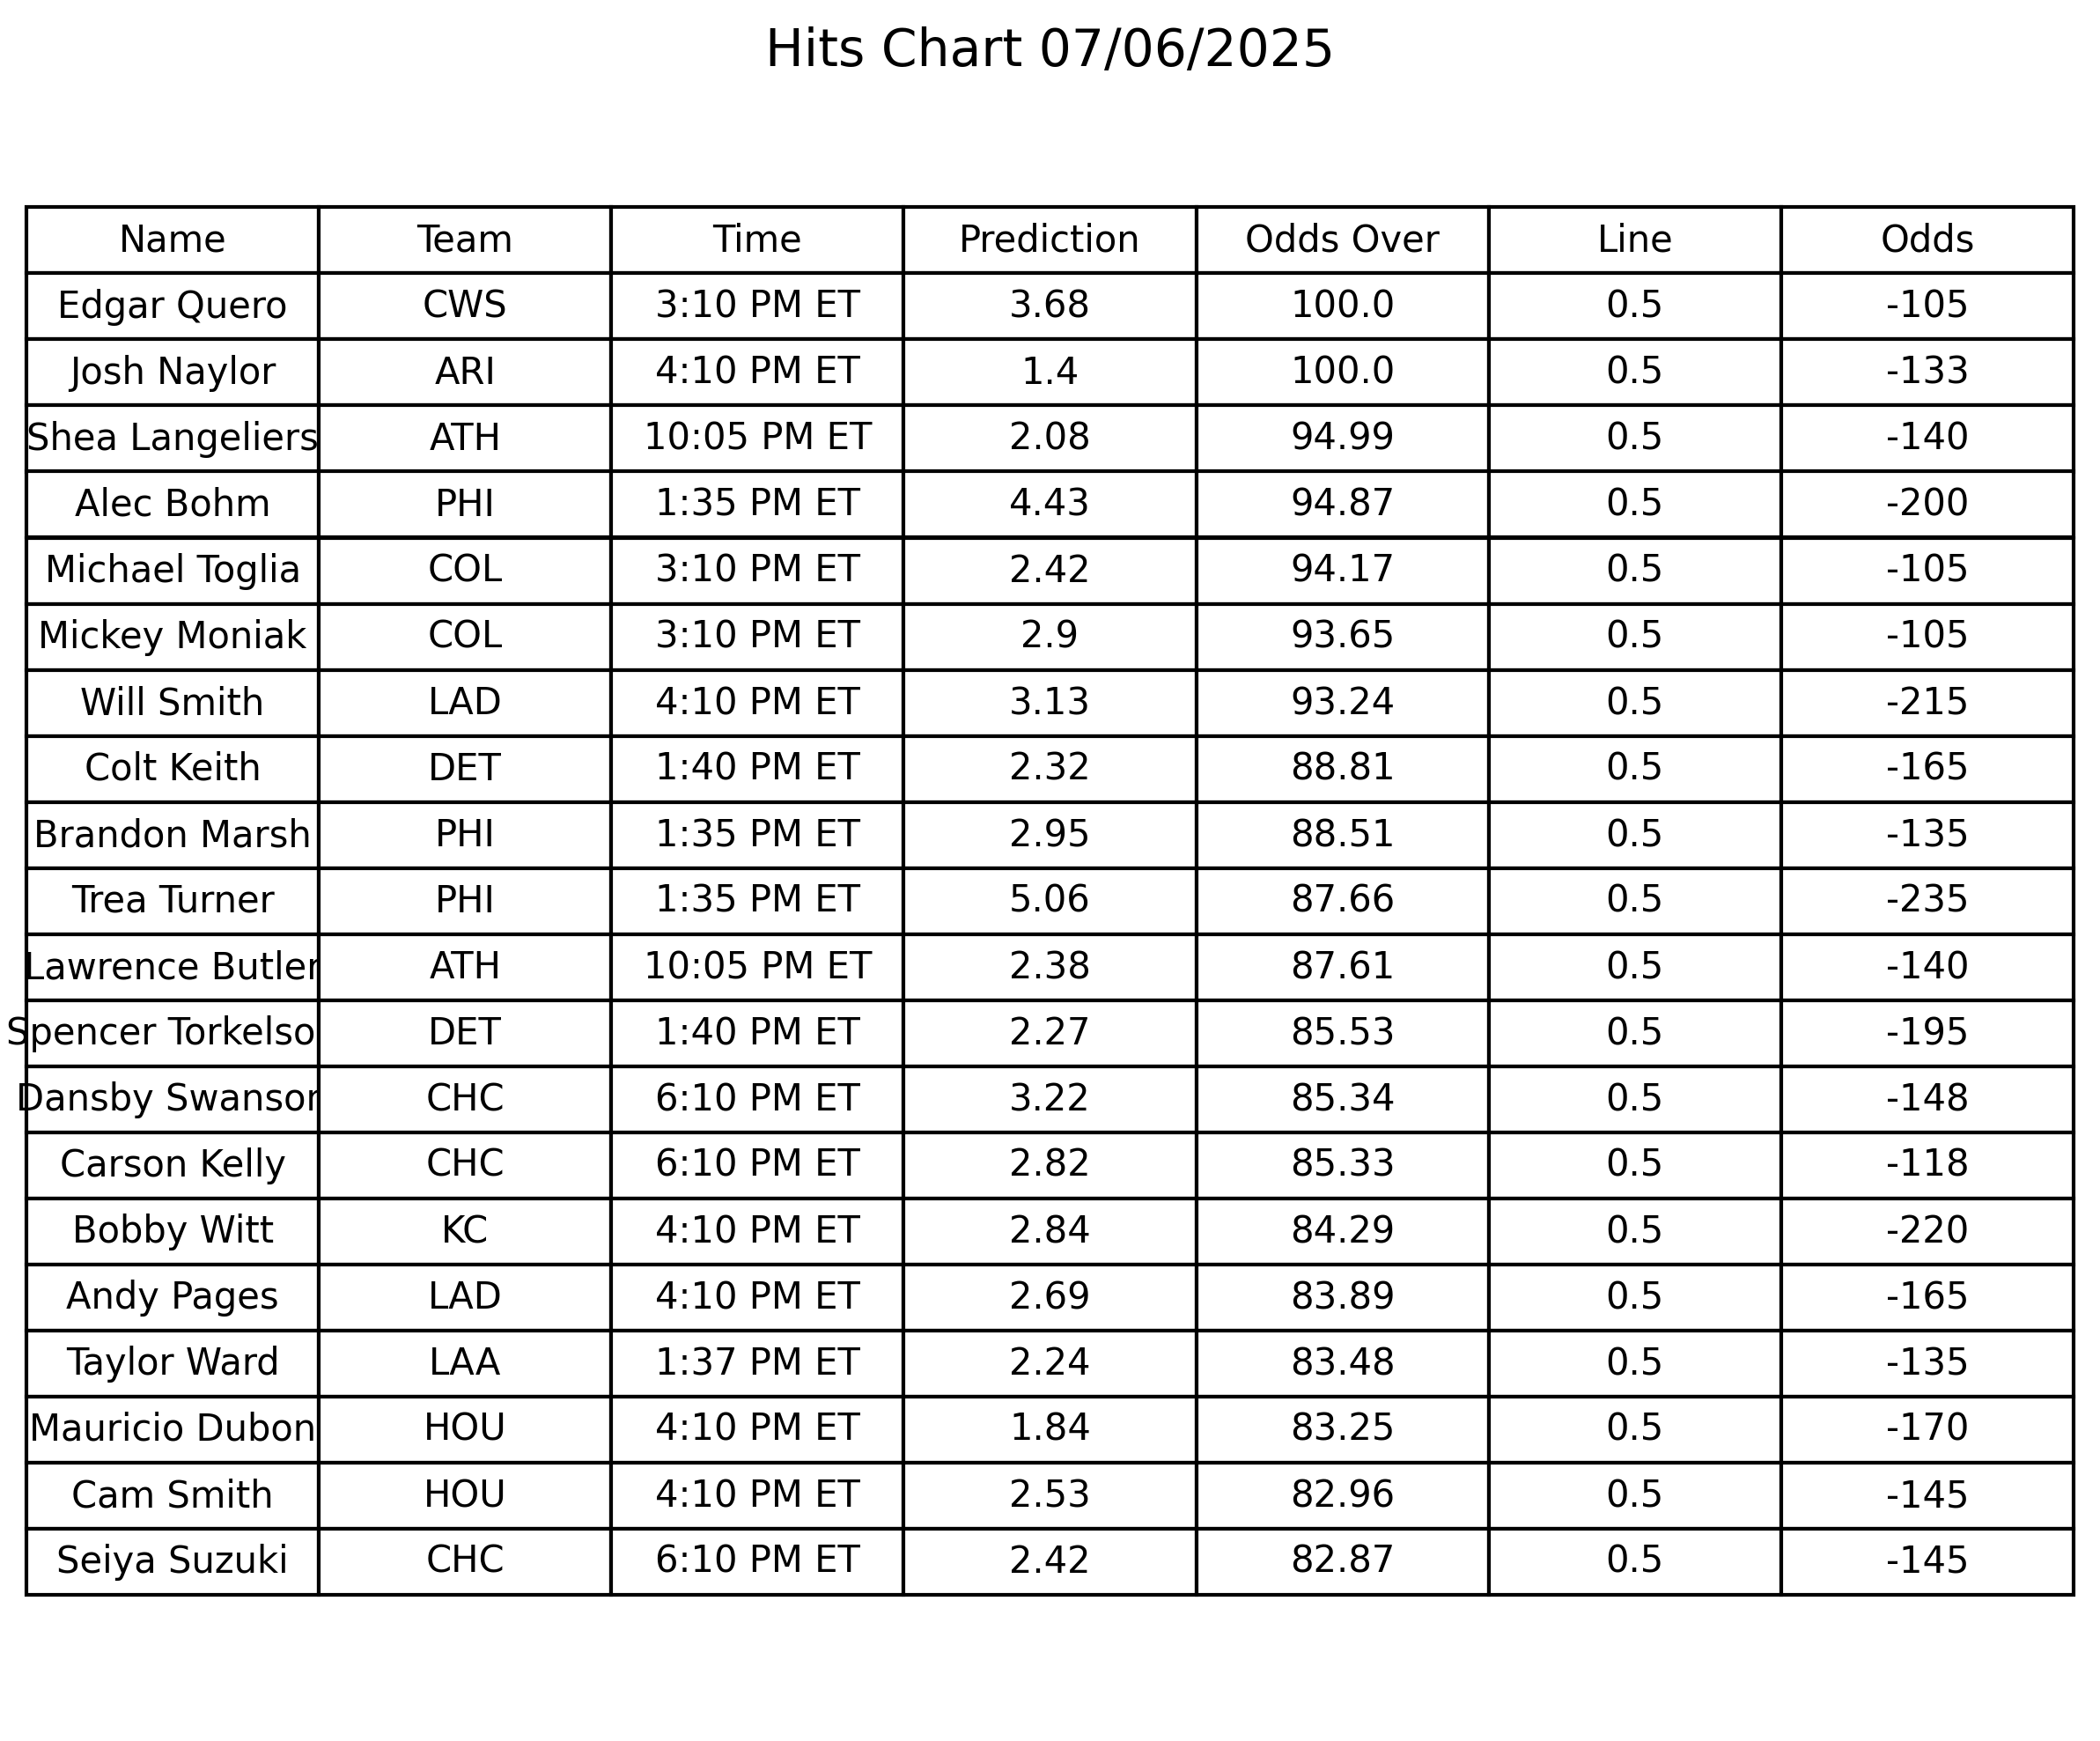 Hits Chart 07/06/2025
Name Team Time Prediction Odds Over Line Odds
Edgar Quero CWS 3:10 PM ET 3.68 100.0 0.5 -105
Josh Naylor ARI 4:10 PM ET 1.4 100.0 0.5 -133
Shea Langeliers ATH 10:05 PM ET 2.08 94.99 0.5 -140
Alec Bohm PHI 1:35 PM ET 4.43 94.87 0.5 -200
Michael Toglia COL 3:10 PM ET 2.42 94.17 0.5 -105
Mickey Moniak COL 3:10 PM ET 2.9 93.65 0.5 -105
Will Smith LAD 4:10 PM ET 3.13 93.24 0.5 -215
Colt Keith DET 1:40 PM ET 2.32 88.81 0.5 -165
Brandon Marsh PHI 1:35 PM ET 2.95 88.51 0.5 -135
Trea Turner PHI 1:35 PM ET 5.06 87.66 0.5 -235
Lawrence Butler ATH 10:05 PM ET 2.38 87.61 0.5 -140
Spencer Torkelso DET 1:40 PM ET 2.27 85.53 0.5 -195
Dansby Swanson CHC 6:10 PM ET 3.22 85.34 0.5 -148
Carson Kelly CHC 6:10 PM ET 2.82 85.33 0.5 -118
Bobby Witt KC 4:10 PM ET 2.84 84.29 0.5 -220
Andy Pages LAD 4:10 PM ET 2.69 83.89 0.5 -165
Taylor Ward LAA 1:37 PM ET 2.24 83.48 0.5 -135
Mauricio Dubon HOU 4:10 PM ET 1.84 83.25 0.5 -170
Cam Smith HOU 4:10 PM ET 2.53 82.96 0.5 -145
Seiya Suzuki CHC 6:10 PM ET 2.42 82.87 0.5 -145